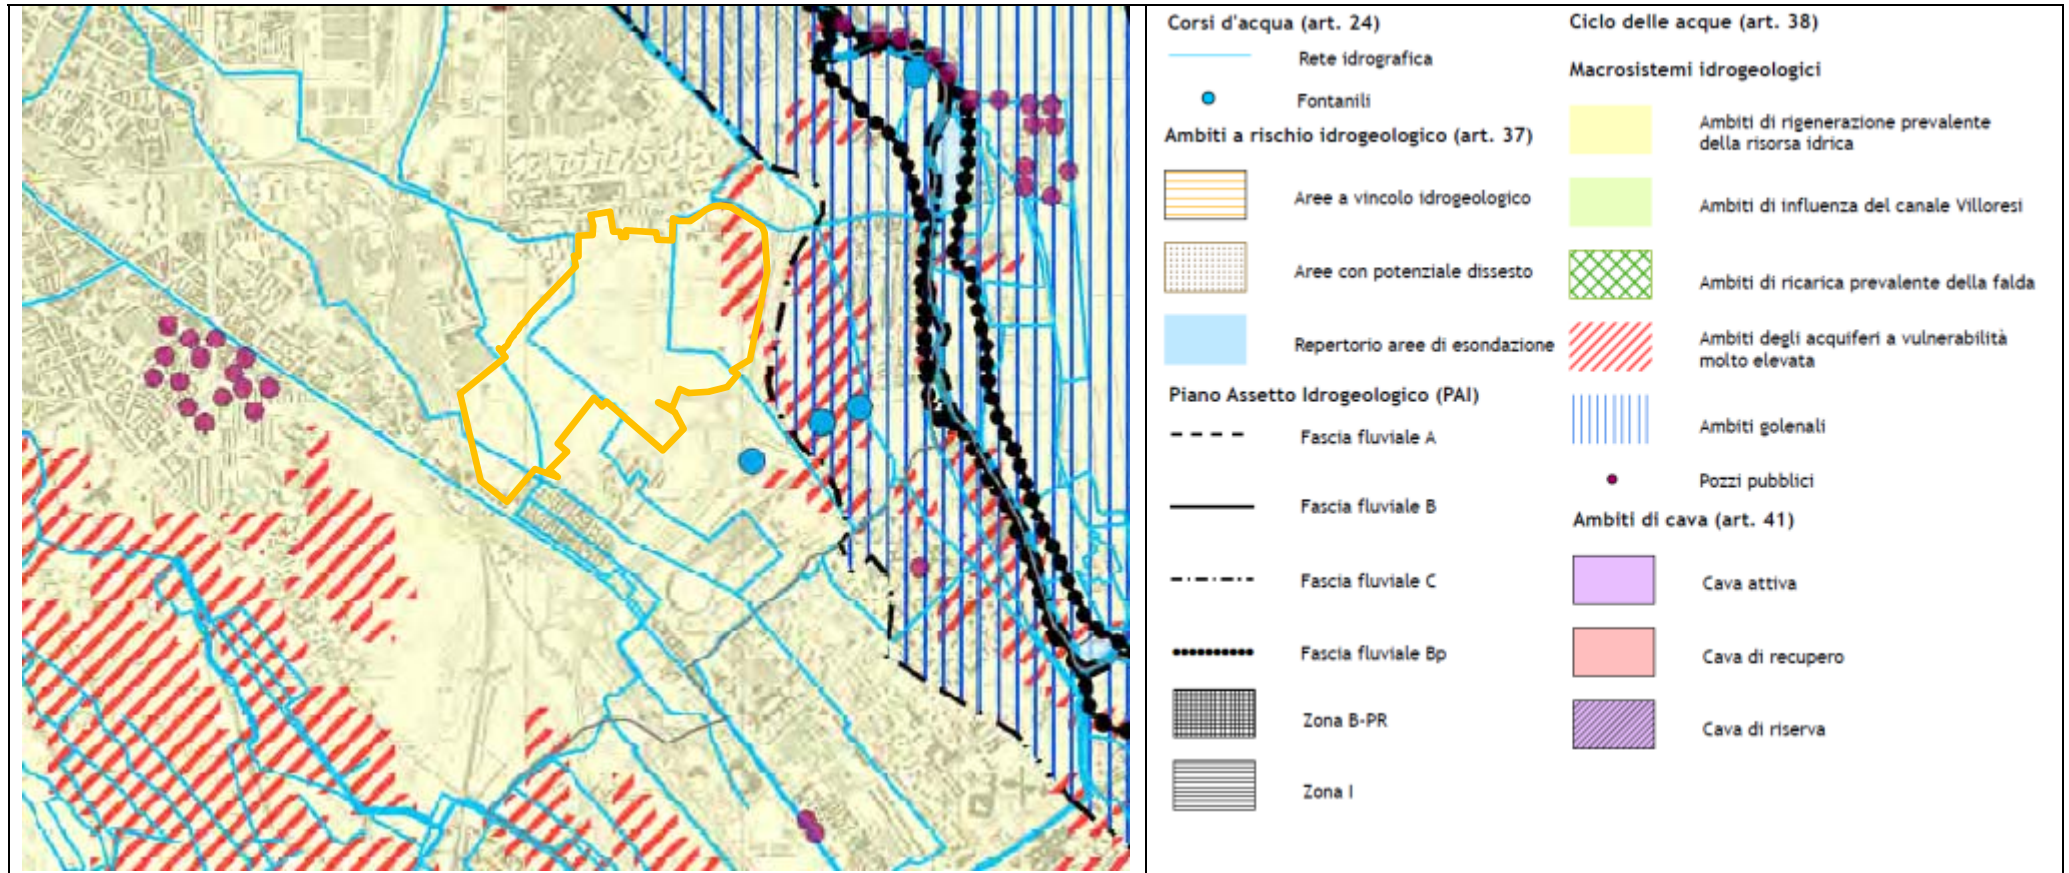 Corsi d'acqua (art. 24)
Rete idrografica
Fontanili
Ambiti a rischio idrogeologico (art. 37)
Aree a vincolo idrogeologico
Aree con potenziale dissesto
Repertorio aree di esondazione
Piano Assetto Idrogeologico (PAI)
Fascia fluviale A
Fascia fluviale B
Fascia fluviale C
Fascia fluviale Bp
Zona B-PR
Zona I
Ciclo delle acque (art. 38)
Macrosistemi idrogeologici
Ambiti di rigenerazione prevalente
della risorsa idrica
Ambiti di influenza del canale Villoresi
Ambiti di ricarica prevalente della falda
Ambiti degli acquiferi a vulnerabilità
molto elevata
Ambiti golenali
Pozzi pubblici
Ambiti di cava (art. 41)
Cava attiva
Cava di recupero
Cava di riserva